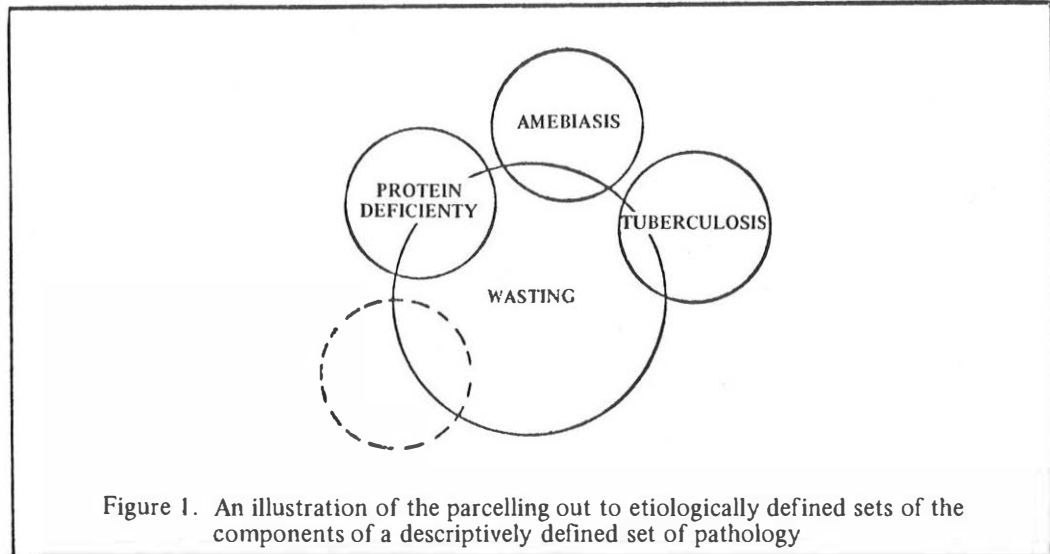 AMEBIASIS
PROTEIN
DEFICIENTY
TUBERCULOSIS
WASTING
Figure 1. An illustration of the parcelling out to etiologically defined sets of the
components of a descriptively defined set of pathology